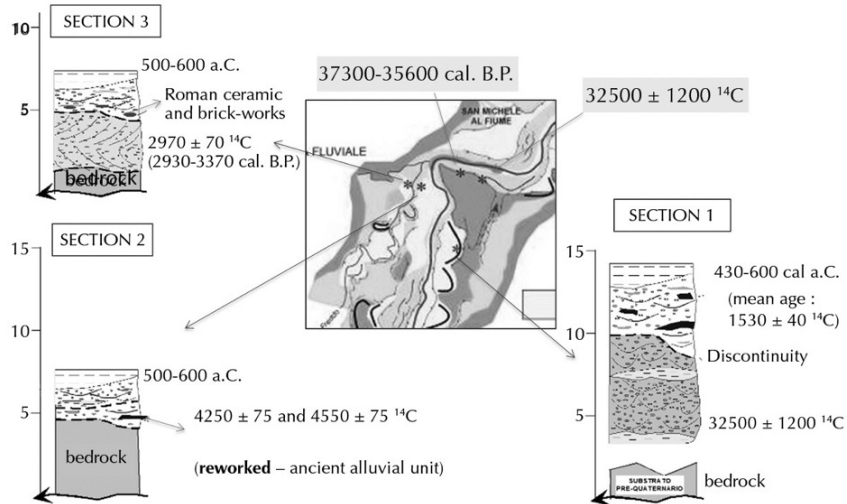 SECTION 3
10
5
500-600 a.C.
Roman ceramic
and brick-works
2970 ± 70 ¹⁴C
(2930-3370 cal. B.P.)
bedrock
37300-35600 cal. B.P.
32500 ± 1200 ¹⁴C
SAN MICHELE
AL FIUME
FLUVIALE
SECTION 2
15
10
5
500-600 a.C.
4250 ± 75 and 4550 ± 75 ¹⁴C
bedrock
(reworked – ancient alluvial unit)
SECTION 1
15
10
5
430-600 cal a.C.
(mean age :
1530 ± 40 ¹⁴C)
Discontinuity
32500 ± 1200 ¹⁴C
SUBSTRATO
PRE-QUATERNARIO
bedrock